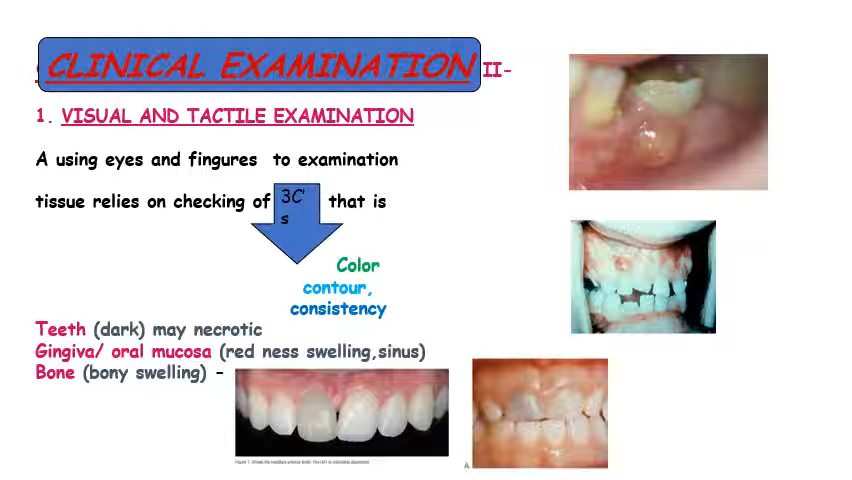 CLINICAL EXAMINATION II-
1. VISUAL AND TACTILE EXAMINATION
A using eyes and fingures to examination
tissue relies on checking of 3C' that is
s
Color
contour,
consistency
Teeth (dark) may necrotic
Gingiva/ oral mucosa (red ness swelling,sinus)
Bone (bony swelling) –
A